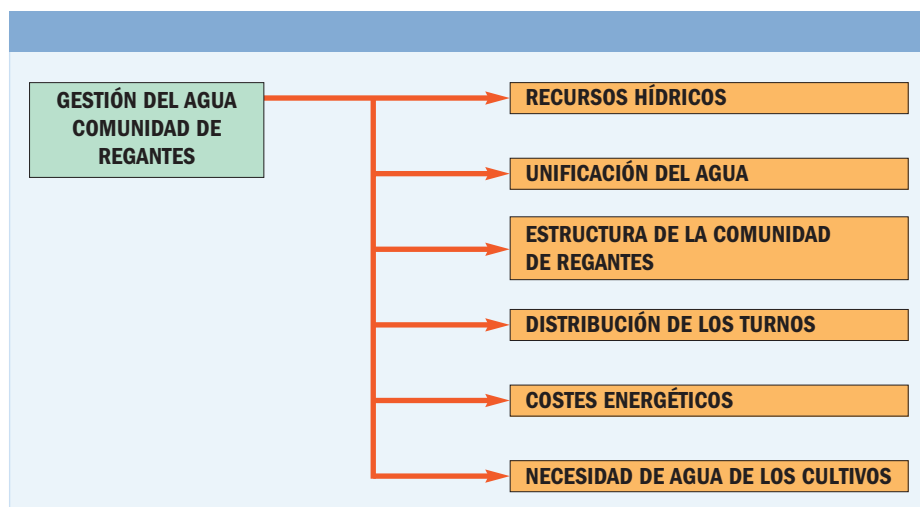 GESTIÓN DEL AGUA
COMUNIDAD DE
REGANTES
RECURSOS HÍDRICOS
UNIFICACIÓN DEL AGUA
ESTRUCTURA DE LA COMUNIDAD
DE REGANTES
DISTRIBUCIÓN DE LOS TURNOS
COSTES ENERGÉTICOS
NECESIDAD DE AGUA DE LOS CULTIVOS